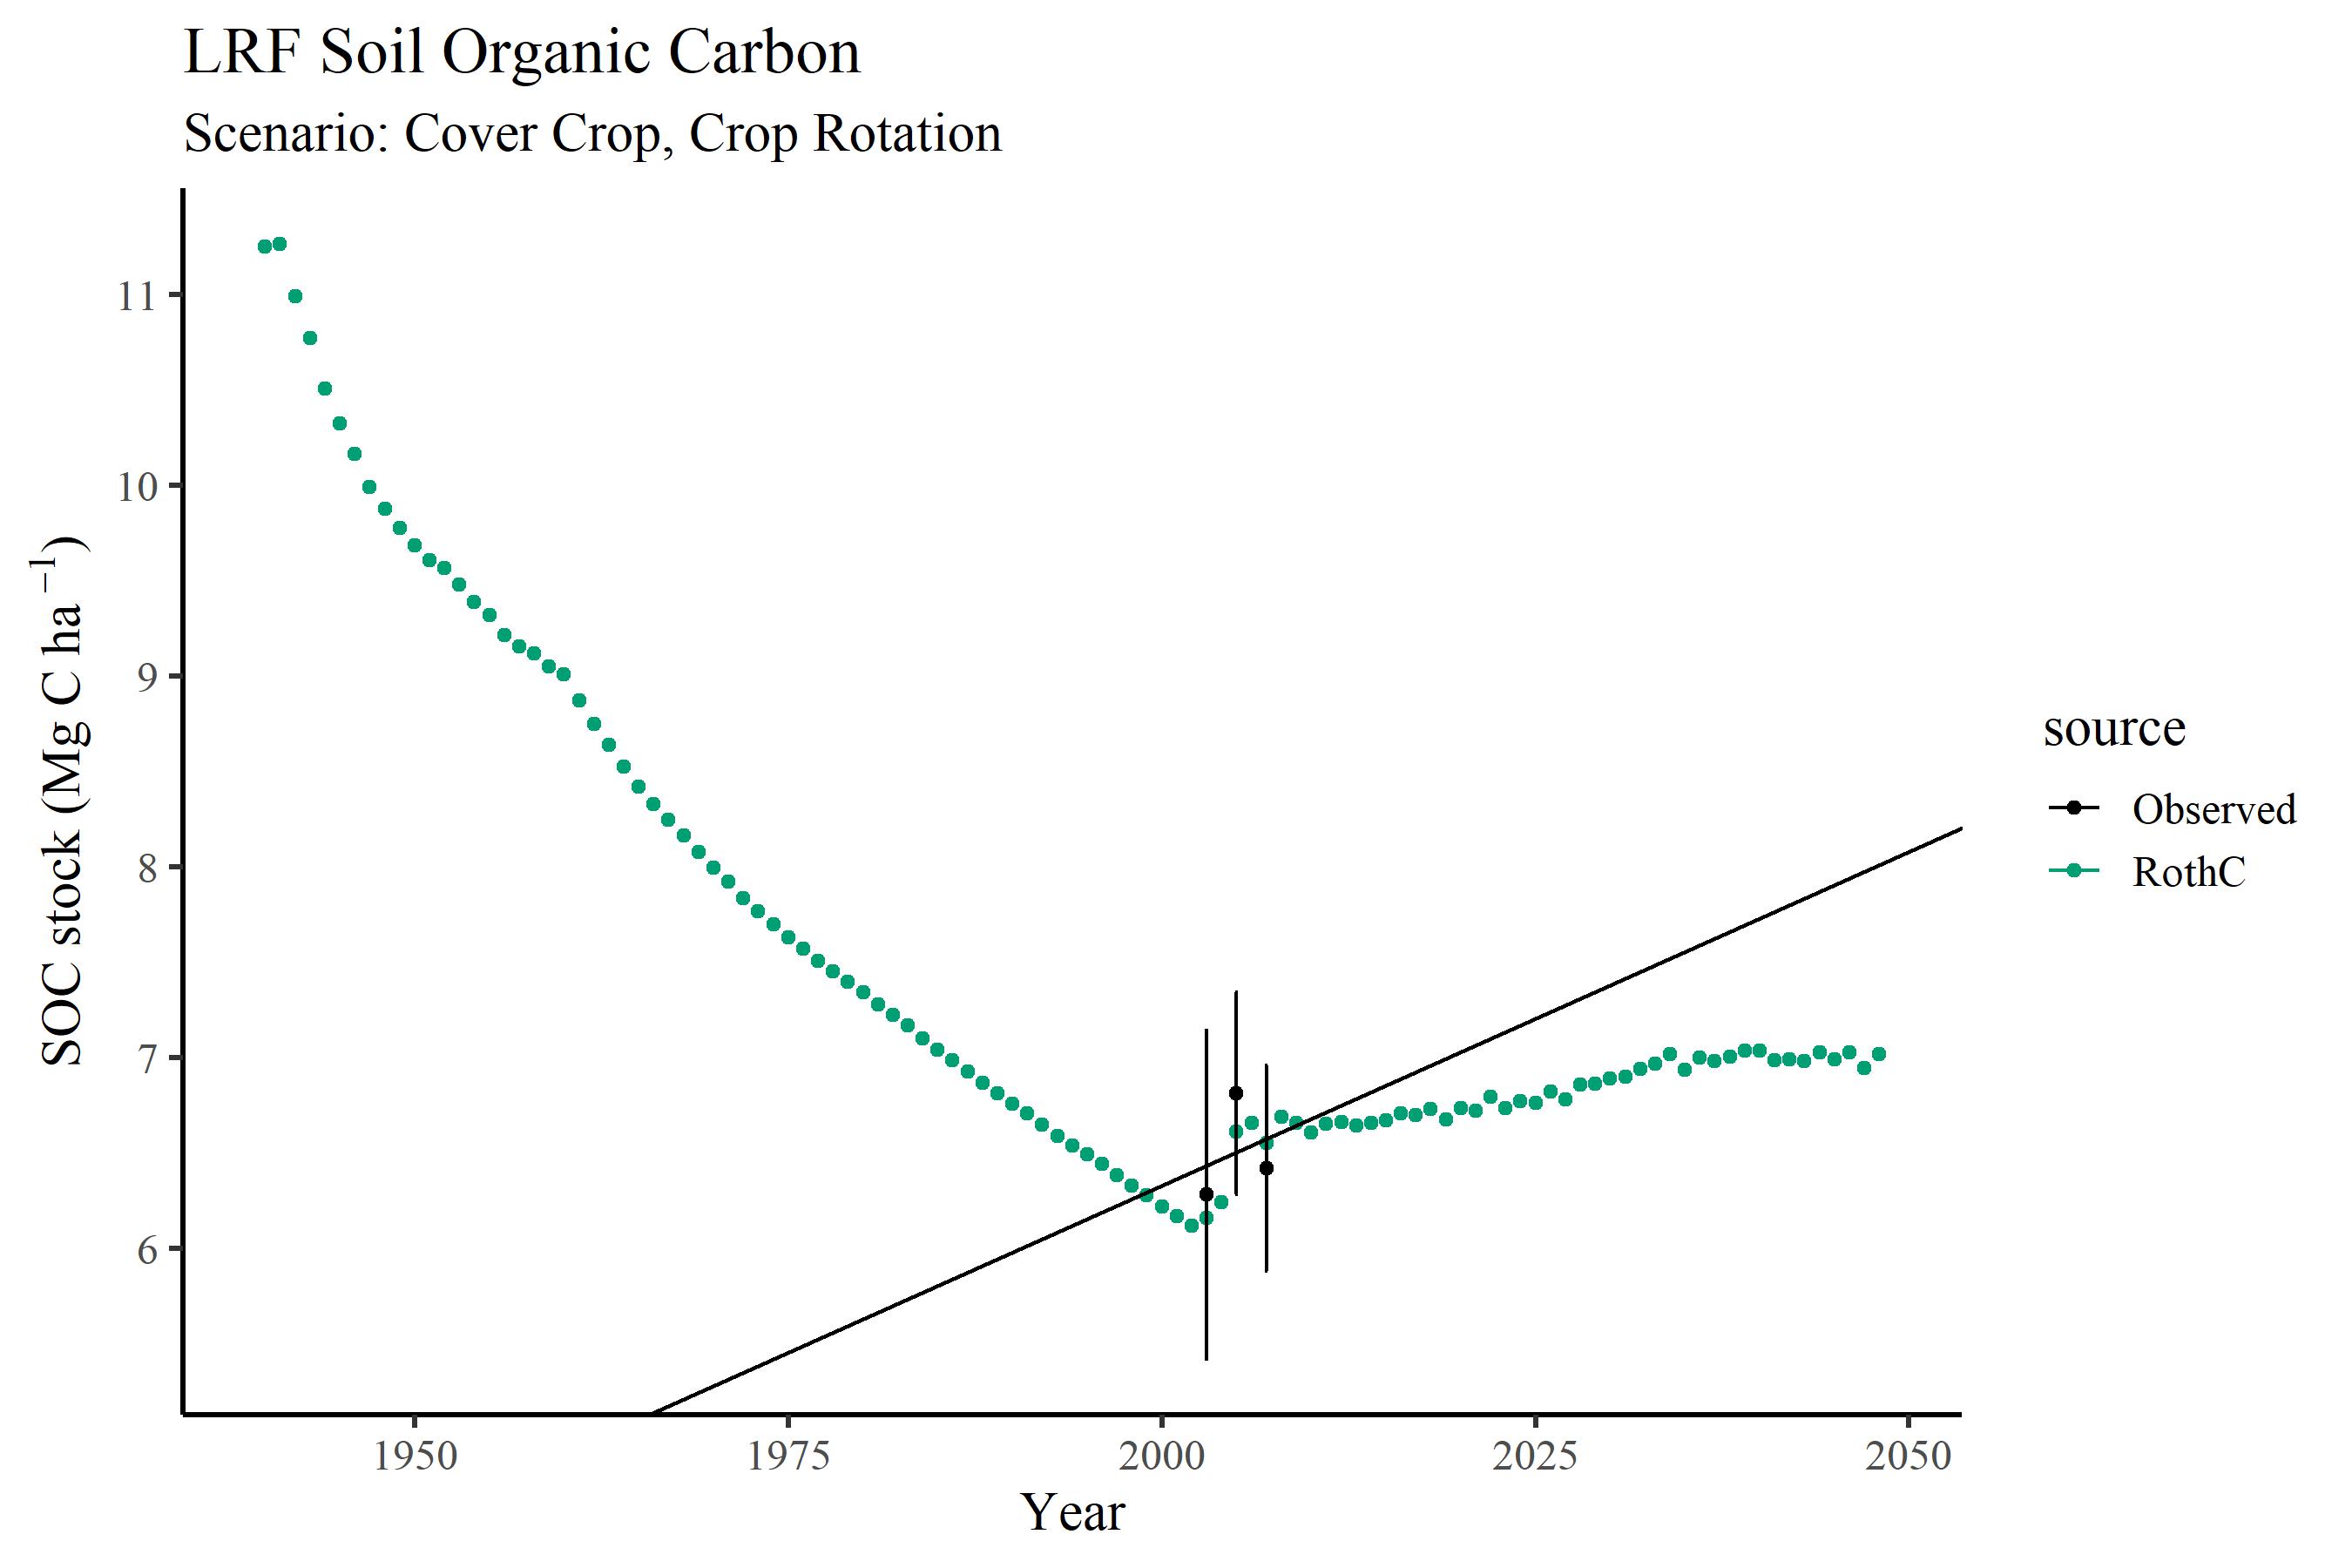 LRF Soil Organic Carbon
Scenario: Cover Crop, Crop Rotation
SOC stock (Mg C ha⁻¹)
11
10
9
8
7
6
1950 1975 2000 2025 2050
Year
source
Observed
RothC